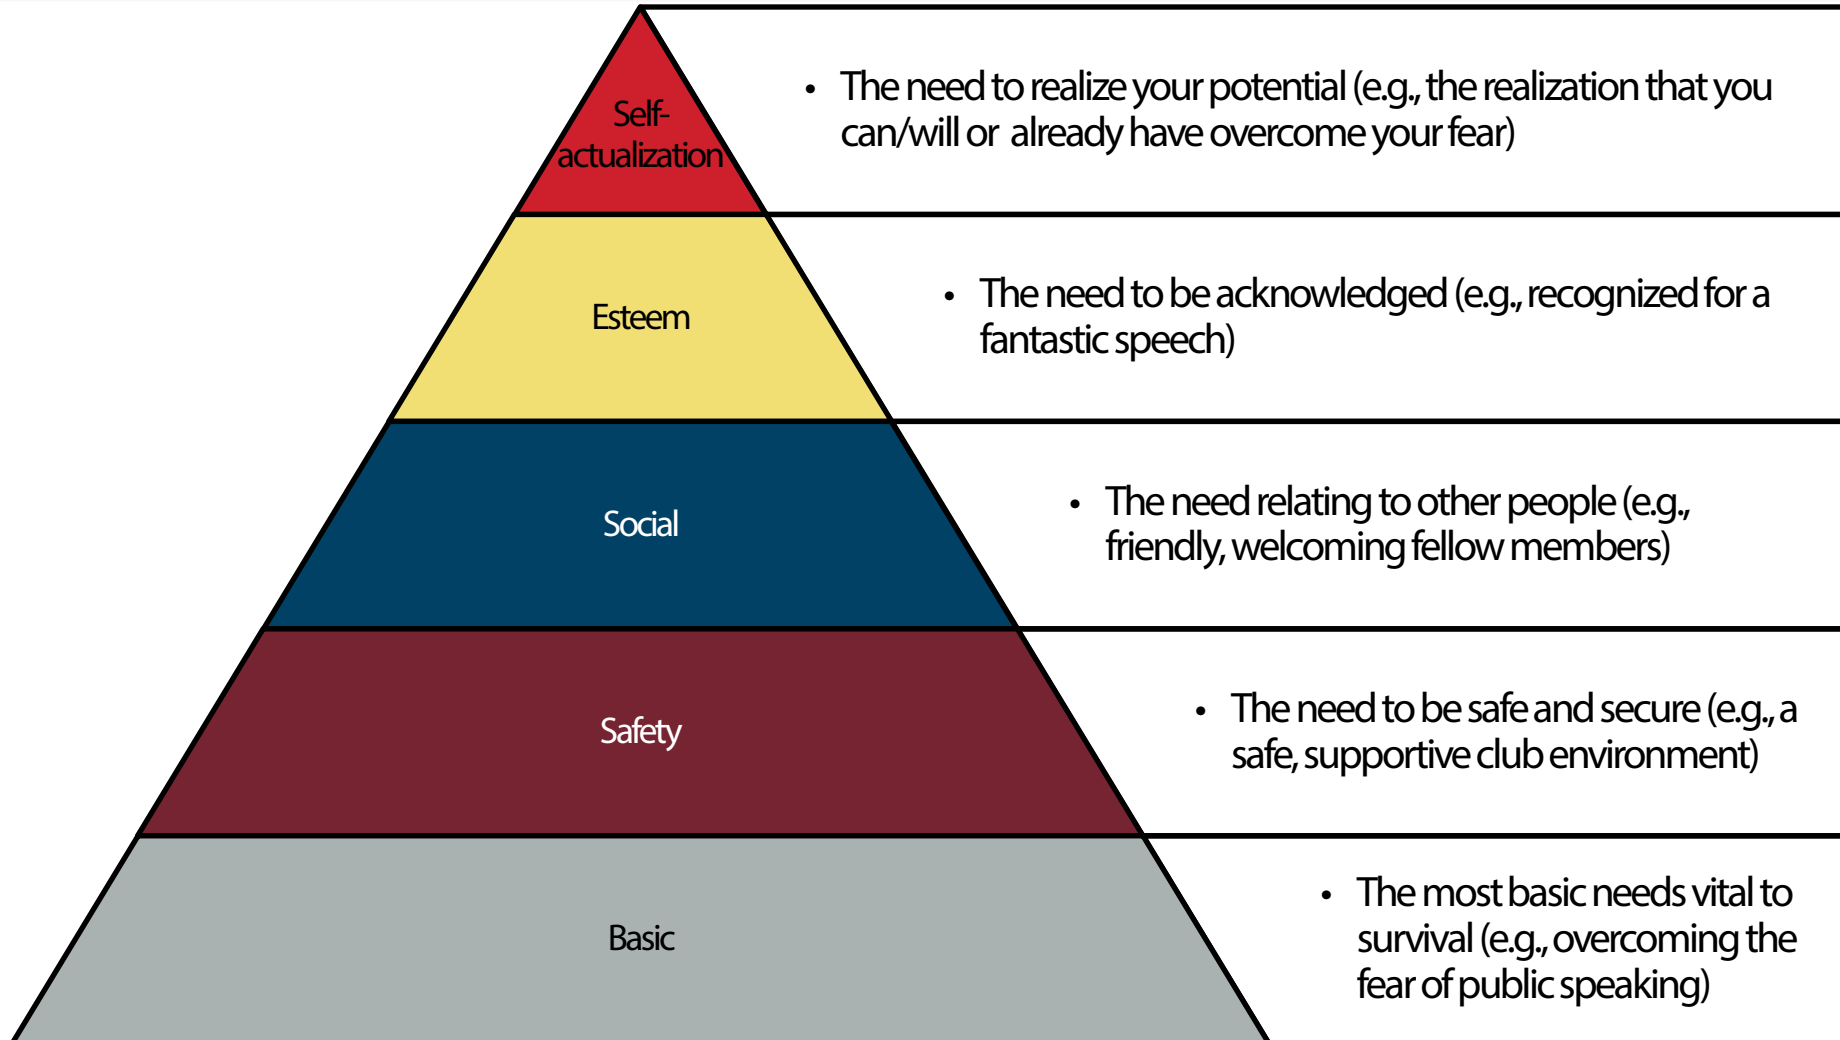 Self-
actualization
• The need to realize your potential (e.g., the realization that you
can/will or already have overcome your fear)
Esteem
• The need to be acknowledged (e.g., recognized for a
fantastic speech)
Social
• The need relating to other people (e.g.,
friendly, welcoming fellow members)
Safety
• The need to be safe and secure (e.g., a
safe, supportive club environment)
Basic
• The most basic needs vital to
survival (e.g., overcoming the
fear of public speaking)